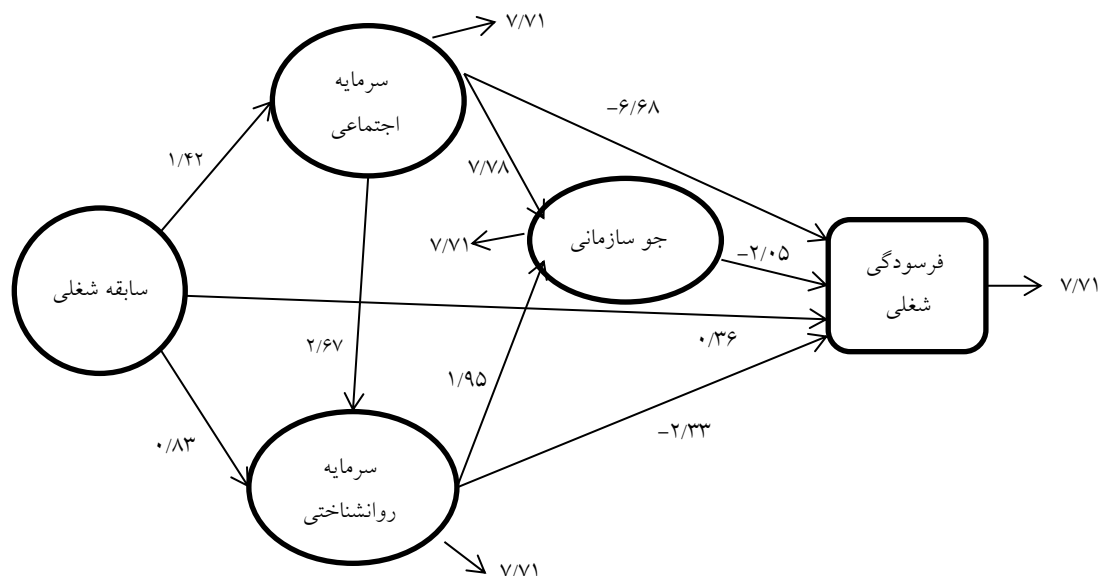 ۷/۷۱
سرمایه
اجتماعی
-۶/۶۸
۱/۴۲
۷/۷۸
جو سازمانی
۷/۷۱
-۲/۰۵
فرسودگی
شغلی
۷/۷۱
سابقه شغلی
۰/۳۶
۲/۶۷
۱/۹۵
۰/۸۳
-۲/۳۳
سرمایه
روانشناختی
۷/۷۱